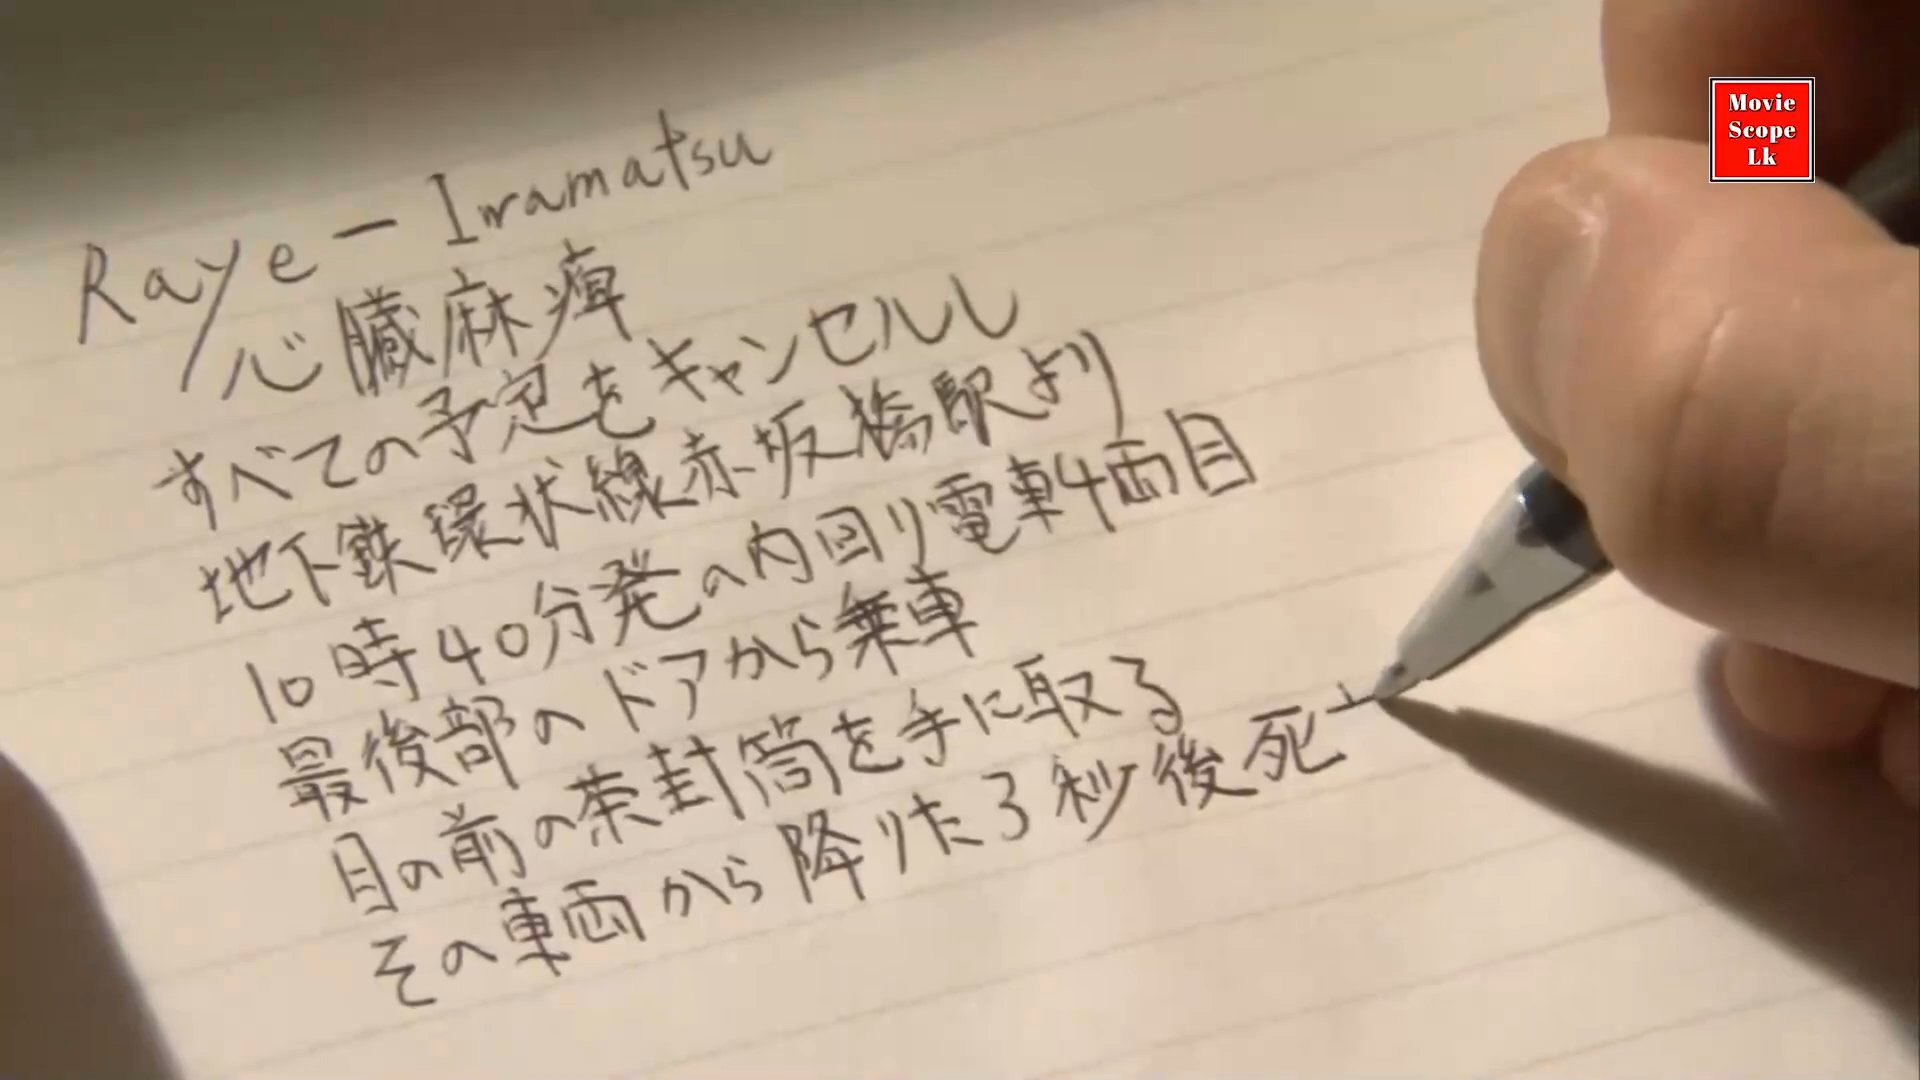 Raye-Iwamatsu
心臓麻痺
すべての予定をキャンセルし
地下鉄環状線赤坂橋駅より
10時40分発の内回り電車4両目
最後部のドアから乗車
目の前の茶封筒を手に取る
その車両から降りた3秒後死亠
Movie
Scope
Lk